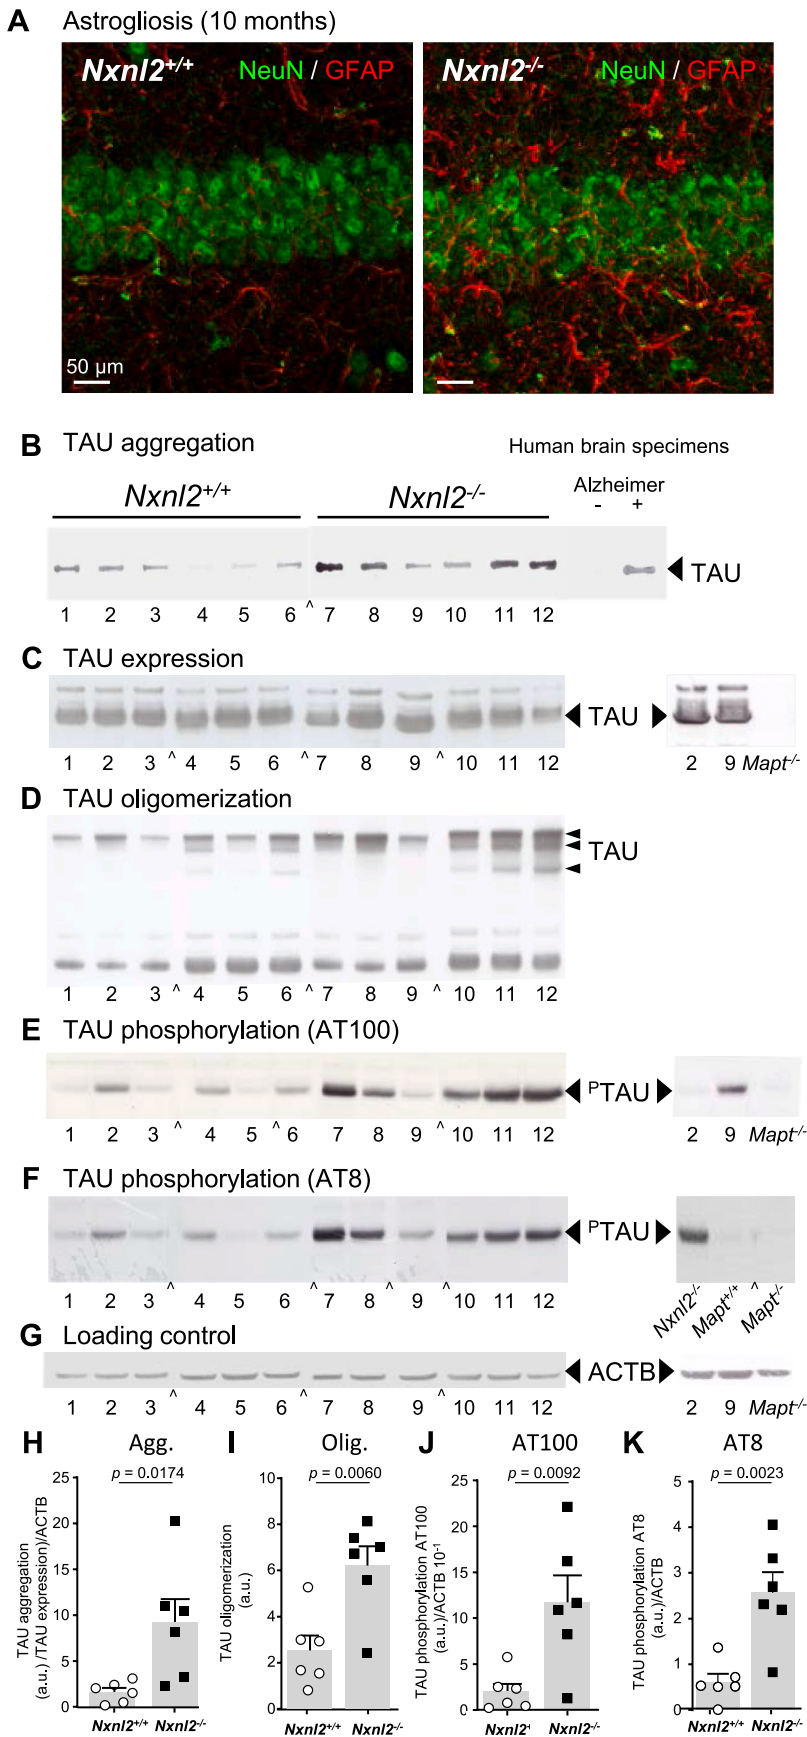 A Astrogliosis (10 months)
Nxnl2+/+ NeuN / GFAP Nxnl2-/- NeuN / GFAP
50 µm
B TAU aggregation Human brain specimens
Nxnl2+/+ Nxnl2-/- Alzheimer
- +
TAU
1 2 3 4 5 6 ^ 7 8 9 10 11 12
C TAU expression
TAU
1 2 3 ^ 4 5 6 ^ 7 8 9 ^ 10 11 12 2 9 Mapt-/-
D TAU oligomerization
TAU
1 2 3 ^ 4 5 6 ^ 7 8 9 ^ 10 11 12
E TAU phosphorylation (AT100)
PTAU
1 2 3 ^ 4 5 ^ 6 7 8 9 ^ 10 11 12 2 9 Mapt-/-
F TAU phosphorylation (AT8)
PTAU
1 2 3 ^ 4 5 6 ^ 7 8 ^ 9 ^ 10 11 12 Nxnl2-/- Mapt+/+ ^ Mapt-/-
G Loading control
ACTB
1 2 3 ^ 4 5 6 ^ 7 8 9 ^ 10 11 12 2 9 Mapt-/-
H Agg.
p = 0.0174
TAU aggregation
(a.u.) /TAU expression)/ACTB
25
20
15
10
5
0
Nxnl2+/+ Nxnl2-/-
I Olig.
p = 0.0060
TAU oligomerization
(a.u.)
10
8
6
4
2
0
Nxnl2+/+ Nxnl2-/-
J AT100
p = 0.0092
TAU phosphorylation AT100
(a.u.)/ACTB 10-1
25
20
15
10
5
0
Nxnl2+ Nxnl2-/-
K AT8
p = 0.0023
TAU phosphorylation AT8
(a.u.)/ACTB
5
4
3
2
1
0
Nxnl2+/+ Nxnl2-/-